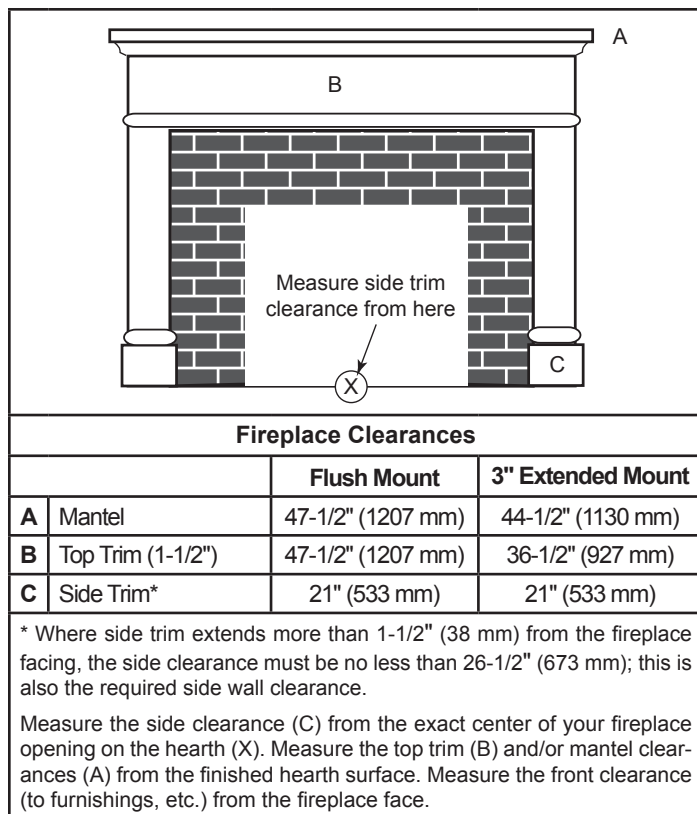 A
B
Measure side trim
clearance from here
X
C
Fireplace Clearances
Flush Mount 3" Extended Mount
A Mantel 47-1/2" (1207 mm) 44-1/2" (1130 mm)
B Top Trim (1-1/2") 47-1/2" (1207 mm) 36-1/2" (927 mm)
C Side Trim* 21" (533 mm) 21" (533 mm)
* Where side trim extends more than 1-1/2" (38 mm) from the fireplace
facing, the side clearance must be no less than 26-1/2" (673 mm); this is
also the required side wall clearance.
Measure the side clearance (C) from the exact center of your fireplace
opening on the hearth (X). Measure the top trim (B) and/or mantel clear-
ances (A) from the finished hearth surface. Measure the front clearance
(to furnishings, etc.) from the fireplace face.